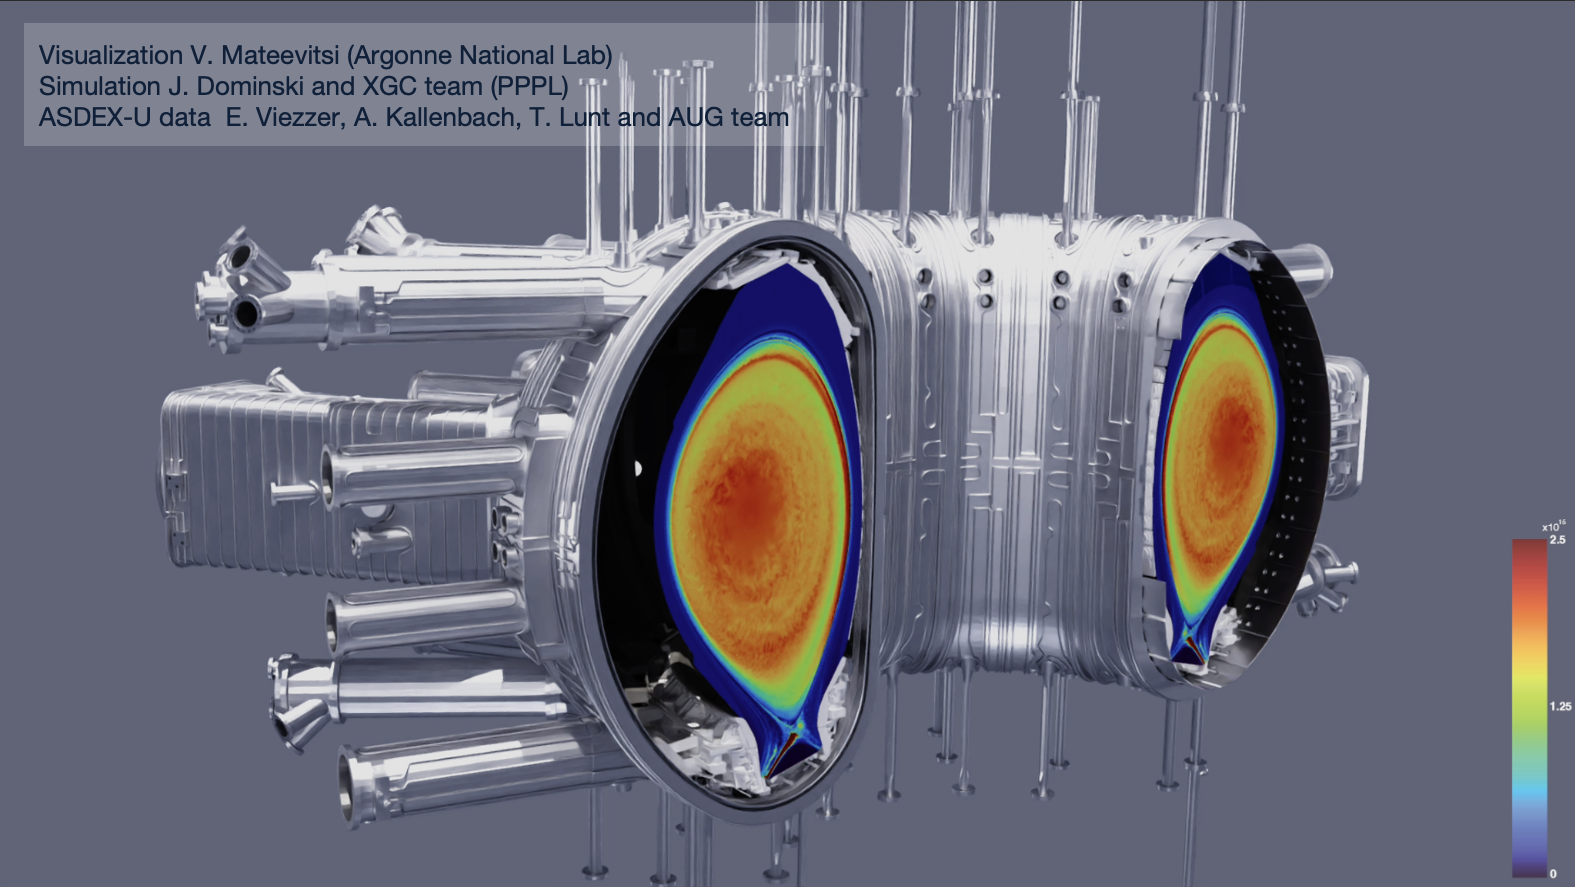 Visualization V. Mateevitsi (Argonne National Lab)
Simulation J. Dominski and XGC team (PPPL)
ASDEX-U data  E. Viezzer, A. Kallenbach, T. Lunt and AUG team
x10¹⁶
2.5
1.25
0